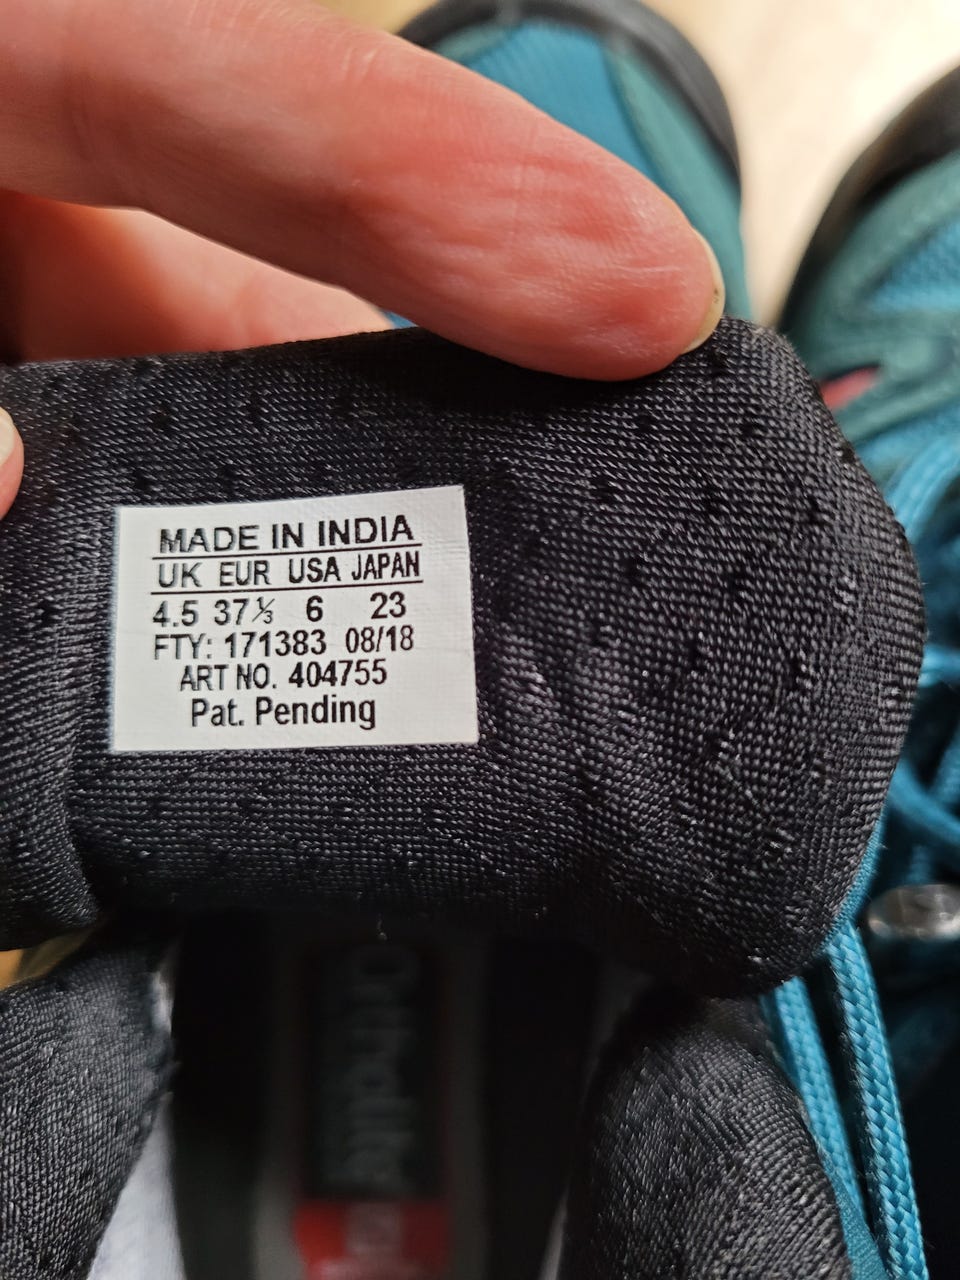 MADE IN INDIA
UK EUR USA JAPAN
4.5 37⅓ 6 23
FTY: 171383 08/18
ART NO. 404755
Pat. Pending
Ortholite